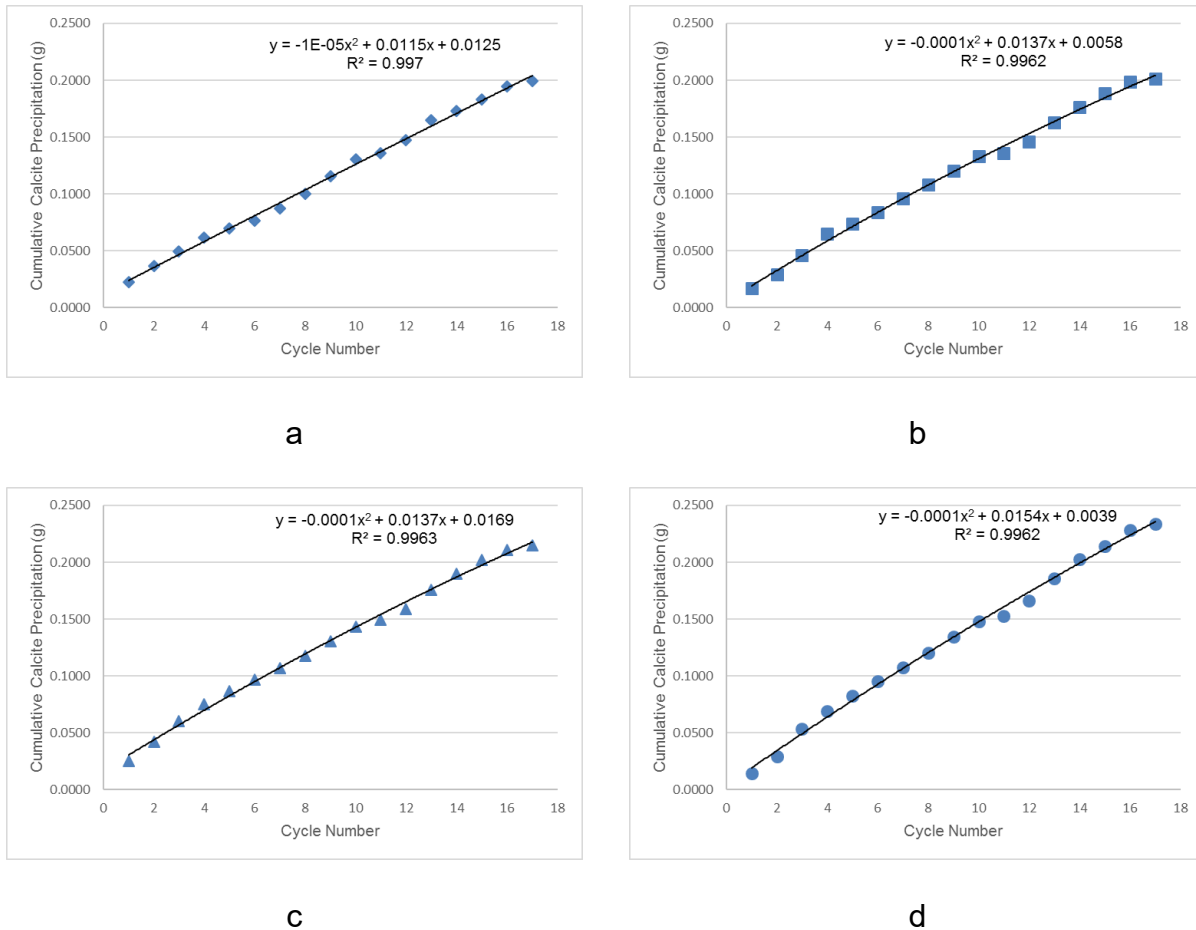 y = -1E-05x² + 0.0115x + 0.0125
R² = 0.997
Cumulative Calcite Precipitation (g)
0.2500
0.2000
0.1500
0.1000
0.0500
0.0000
0 2 4 6 8 10 12 14 16 18
Cycle Number
a
y = -0.0001x² + 0.0137x + 0.0058
R² = 0.9962
Cumulative Calcite Precipitation (g)
0.2500
0.2000
0.1500
0.1000
0.0500
0.0000
0 2 4 6 8 10 12 14 16 18
Cycle Number
b
y = -0.0001x² + 0.0137x + 0.0169
R² = 0.9963
Cumulative Calcite Precipitation (g)
0.2500
0.2000
0.1500
0.1000
0.0500
0.0000
0 2 4 6 8 10 12 14 16 18
Cycle Number
c
y = -0.0001x² + 0.0154x + 0.0039
R² = 0.9962
Cumulative Calcite Precipitation (g)
0.2500
0.2000
0.1500
0.1000
0.0500
0.0000
0 2 4 6 8 10 12 14 16 18
Cycle Number
d